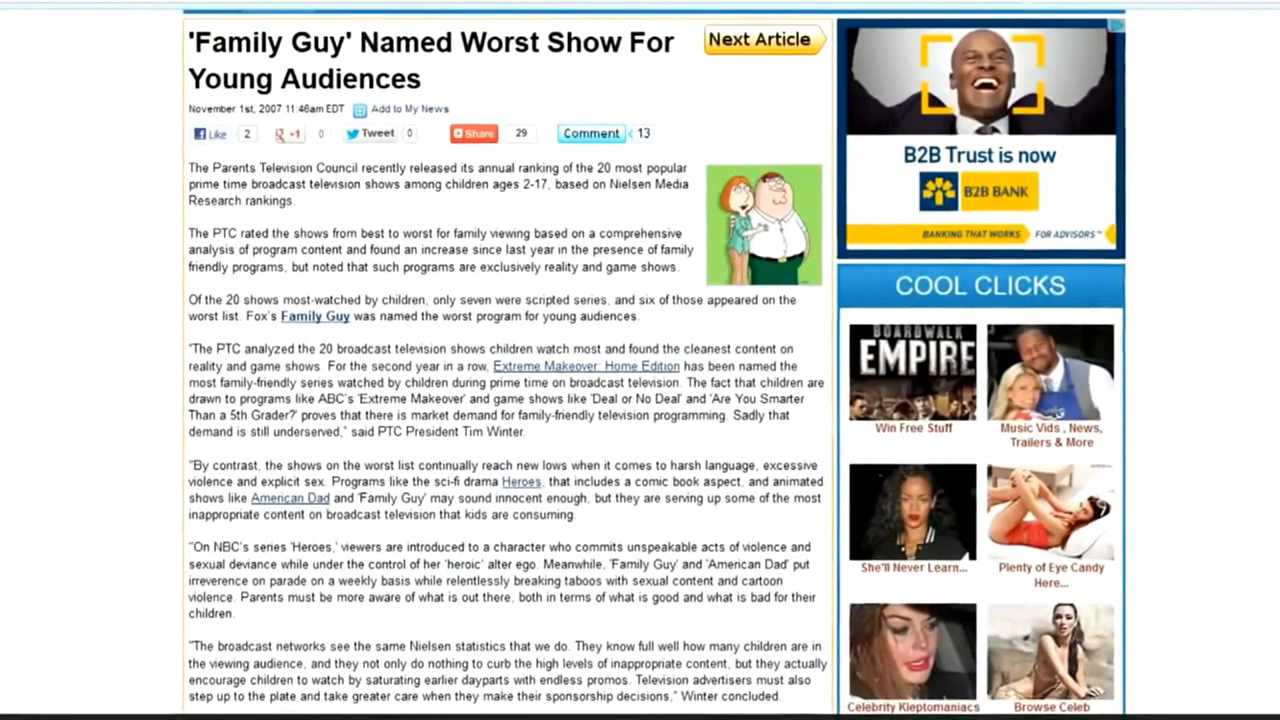 'Family Guy' Named Worst Show For
Young Audiences
Next Article
November 1st, 2007 11:46am EDT Add to My News
Like 2 +1 0 Tweet 0 Share 29 Comment 13
The Parents Television Council recently released its annual ranking of the 20 most popular
prime time broadcast television shows among children ages 2-17, based on Nielsen Media
Research rankings.
The PTC rated the shows from best to worst for family viewing based on a comprehensive
analysis of program content and found an increase since last year in the presence of family
friendly programs, but noted that such programs are exclusively reality and game shows.
Of the 20 shows most-watched by children, only seven were scripted series, and six of those appeared on the
worst list. Fox's Family Guy was named the worst program for young audiences.
"The PTC analyzed the 20 broadcast television shows children watch most and found the cleanest content on
reality and game shows. For the second year in a row, Extreme Makeover: Home Edition has been named the
most family-friendly series watched by children during prime time on broadcast television. The fact that children are
drawn to programs like ABC's 'Extreme Makeover' and game shows like 'Deal or No Deal' and 'Are You Smarter
Than a 5th Grader?' proves that there is market demand for family-friendly television programming. Sadly that
demand is still underserved," said PTC President Tim Winter.
"By contrast, the shows on the worst list continually reach new lows when it comes to harsh language, excessive
violence and explicit sex. Programs like the sci-fi drama Heroes, that includes a comic book aspect, and animated
shows like American Dad and 'Family Guy' may sound innocent enough, but they are serving up some of the most
inappropriate content on broadcast television that kids are consuming.
"On NBC's series 'Heroes,' viewers are introduced to a character who commits unspeakable acts of violence and
sexual deviance while under the control of her 'heroic' alter ego. Meanwhile, 'Family Guy' and 'American Dad' put
irreverence on parade on a weekly basis while relentlessly breaking taboos with sexual content and cartoon
violence. Parents must be more aware of what is out there, both in terms of what is good and what is bad for their
children.
"The broadcast networks see the same Nielsen statistics that we do. They know full well how many children are in
the viewing audience, and they not only do nothing to curb the high levels of inappropriate content, but they actually
encourage children to watch by saturating earlier dayparts with endless promos. Television advertisers must also
step up to the plate and take greater care when they make their sponsorship decisions," Winter concluded.
B2B Trust is now
B2B BANK
BANKING THAT WORKS FOR ADVISORS™
COOL CLICKS
BOARDWALK
EMPIRE
Win Free Stuff
Music Vids , News,
Trailers & More
She'll Never Learn...
Plenty of Eye Candy
Here...
Celebrity Kleptomaniacs
Browse Celeb